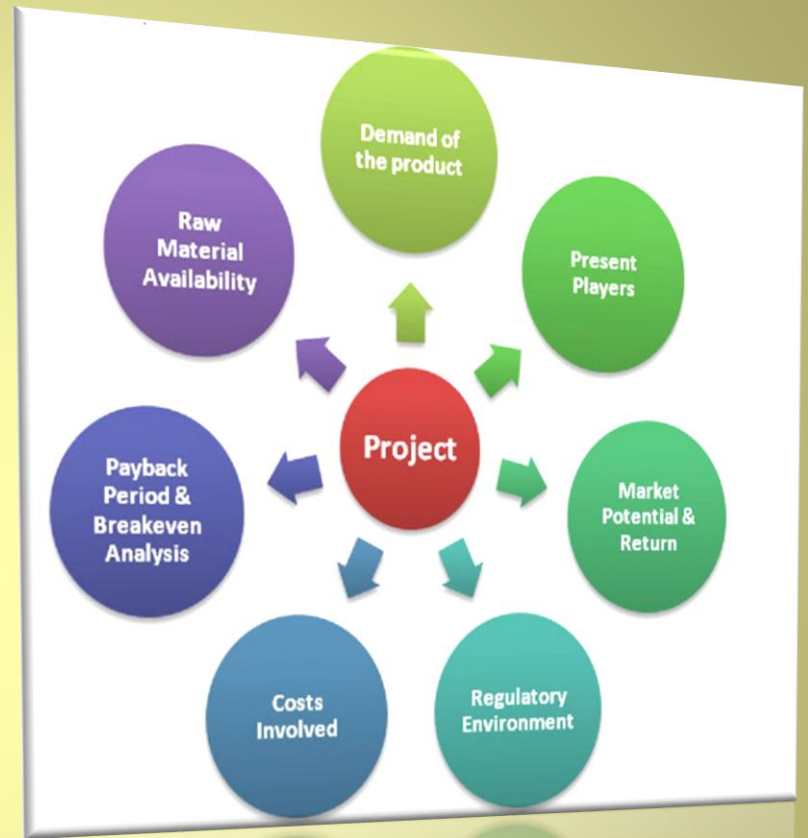 Demand of
the product
Present
Players
Market
Potential &
Return
Regulatory
Environment
Costs
Involved
Payback
Period &
Breakeven
Analysis
Raw
Material
Availability
Project